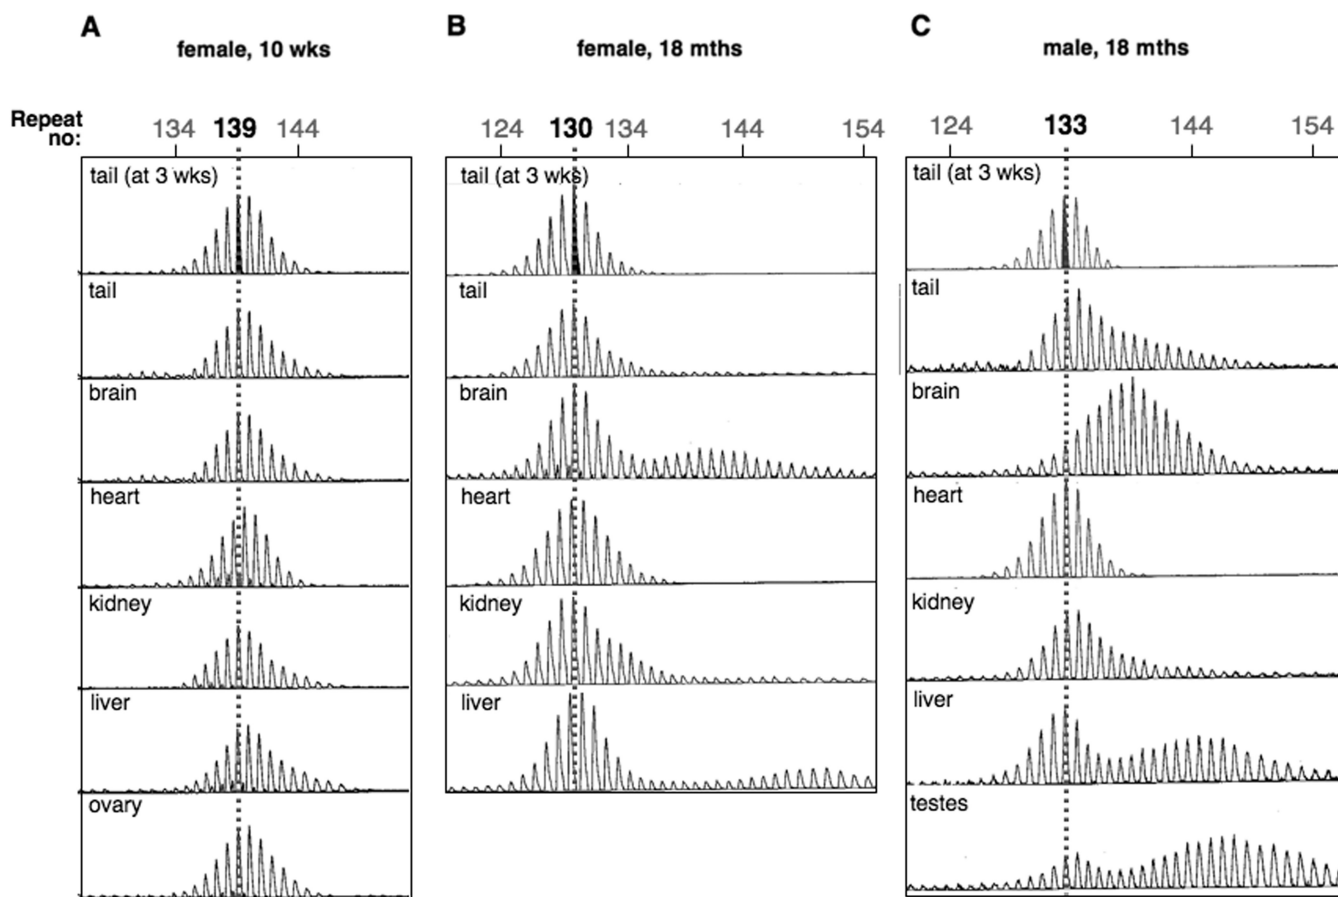 A
female, 10 wks
Repeat no:
134 139 144
tail (at 3 wks)
tail
brain
heart
kidney
liver
ovary
B
female, 18 mths
124 130 134 144 154
tail (at 3 wks)
tail
brain
heart
kidney
liver
C
male, 18 mths
124 133 144 154
tail (at 3 wks)
tail
brain
heart
kidney
liver
testes